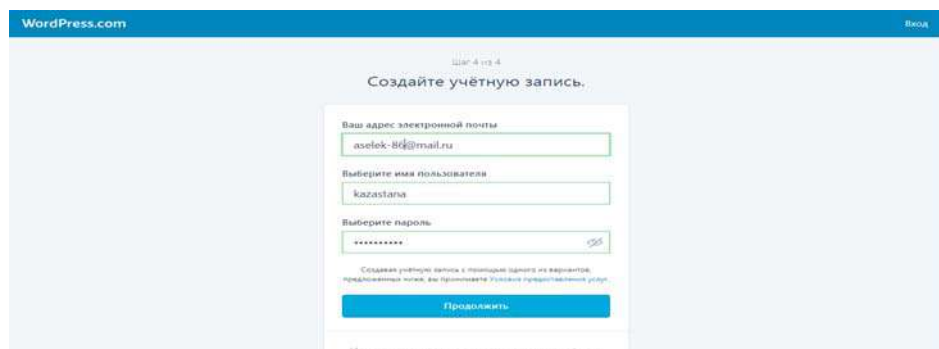 WordPress.com
Вход
Шаг 4 из 4
Создайте учётную запись.
Ваш адрес электронной почты
aselek-86@mail.ru
Выберите имя пользователя
kazastana
Выберите пароль
••••••••••
Создавая учётную запись с помощью одного из вариантов,
предложенных ниже, вы принимаете Условия предоставления услуг.
Продолжить